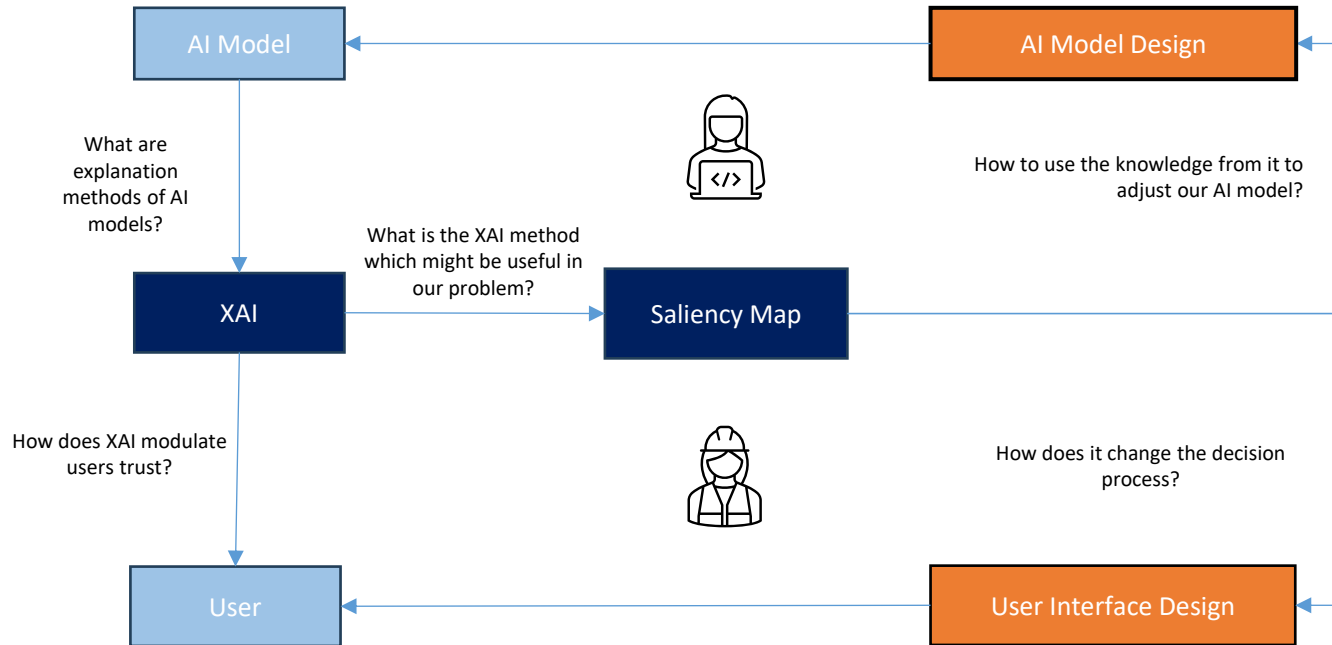 AI Model
AI Model Design
What are
explanation
methods of AI
models?
</>
How to use the knowledge from it to
adjust our AI model?
What is the XAI method
which might be useful in
our problem?
XAI
Saliency Map
How does XAI modulate
users trust?
How does it change the decision
process?
User
User Interface Design